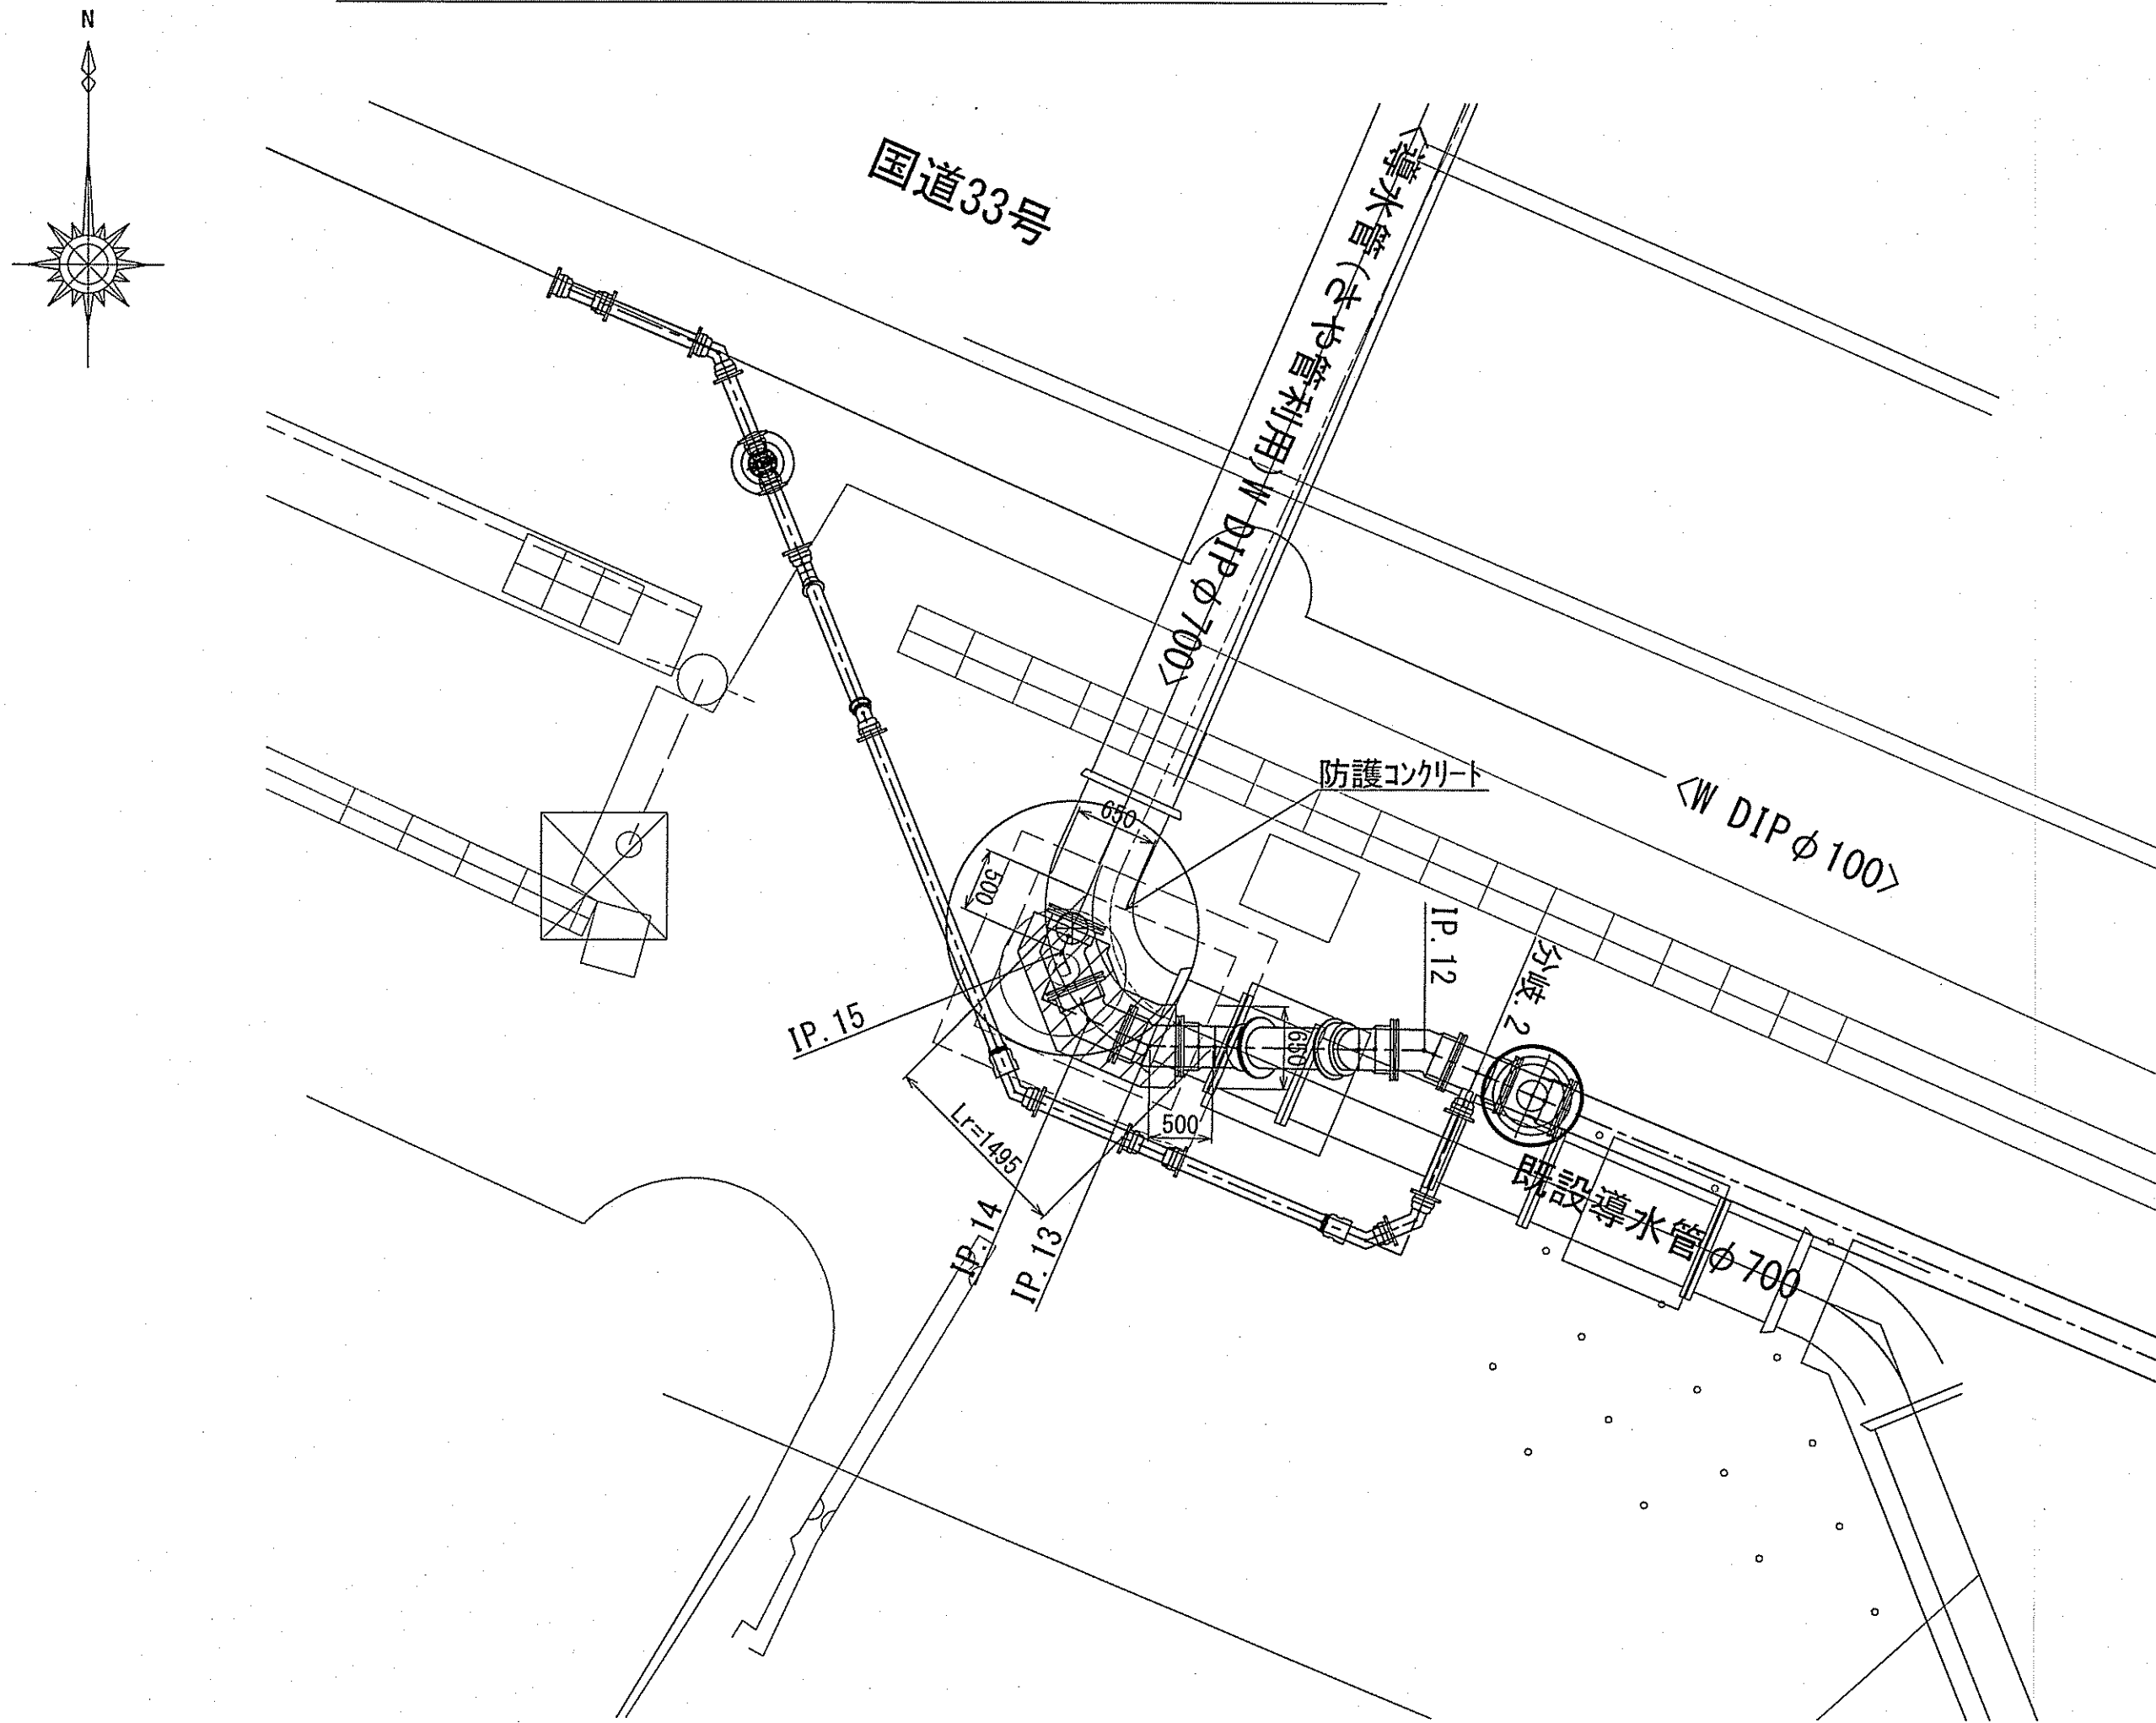 N
国道33号
<導水管(さや管利用)W DIPφ700>
防護コンクリート
<W DIPφ100>
650
500
IP.12
分岐.2
IP.15
650
500
Lr=1495
既設導水管φ700
IP.14
IP.13